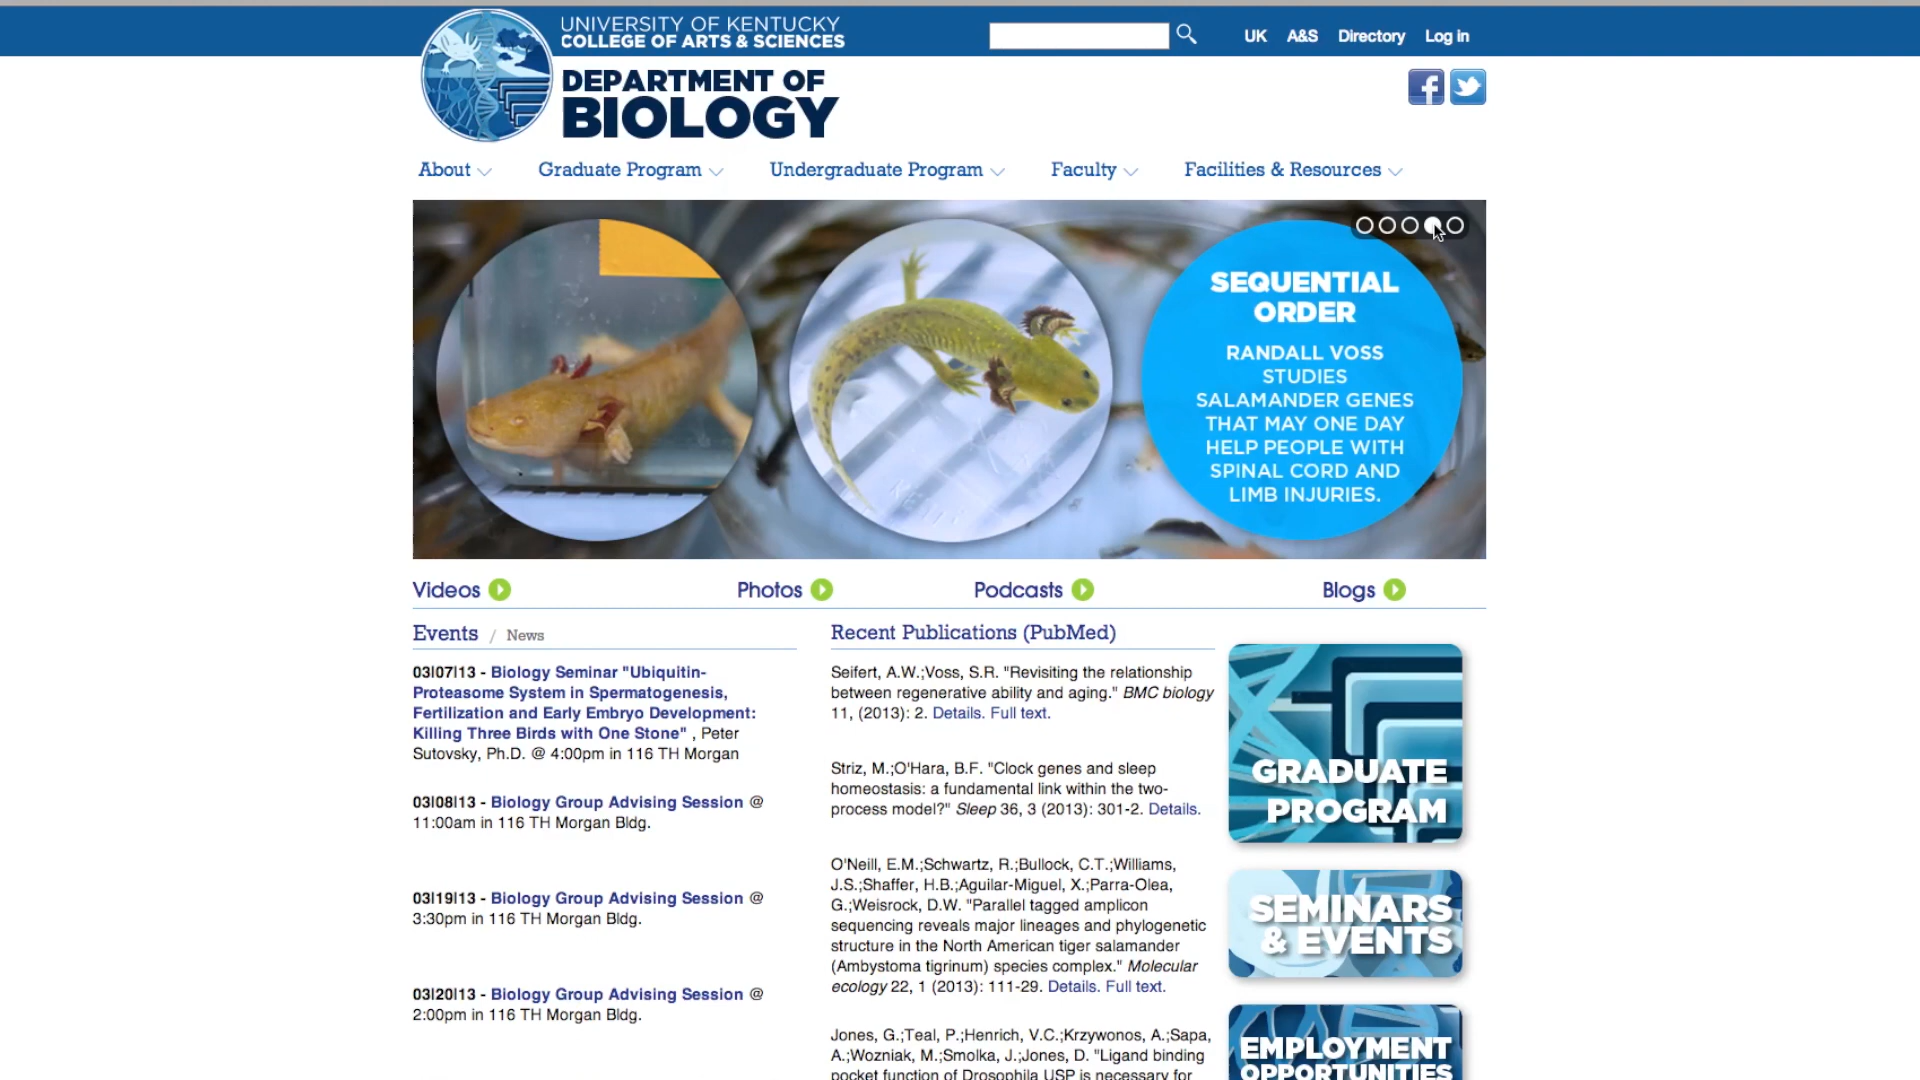 UNIVERSITY OF KENTUCKY
COLLEGE OF ARTS & SCIENCES
DEPARTMENT OF
BIOLOGY
UK A&S Directory Log in
About Graduate Program Undergraduate Program Faculty Facilities & Resources
SEQUENTIAL
ORDER
RANDALL VOSS
STUDIES
SALAMANDER GENES
THAT MAY ONE DAY
HELP PEOPLE WITH
SPINAL CORD AND
LIMB INJURIES.
Videos Photos Podcasts Blogs
Events / News
03|07|13 - Biology Seminar "Ubiquitin-
Proteasome System in Spermatogenesis,
Fertilization and Early Embryo Development:
Killing Three Birds with One Stone" , Peter
Sutovsky, Ph.D. @ 4:00pm in 116 TH Morgan
03|08|13 - Biology Group Advising Session @
11:00am in 116 TH Morgan Bldg.
03|19|13 - Biology Group Advising Session @
3:30pm in 116 TH Morgan Bldg.
03|20|13 - Biology Group Advising Session @
2:00pm in 116 TH Morgan Bldg.
Recent Publications (PubMed)
Seifert, A.W.;Voss, S.R. "Revisiting the relationship
between regenerative ability and aging." BMC biology
11, (2013): 2. Details. Full text.
Striz, M.;O'Hara, B.F. "Clock genes and sleep
homeostasis: a fundamental link within the two-
process model?" Sleep 36, 3 (2013): 301-2. Details.
O'Neill, E.M.;Schwartz, R.;Bullock, C.T.;Williams,
J.S.;Shaffer, H.B.;Aguilar-Miguel, X.;Parra-Olea,
G.;Weisrock, D.W. "Parallel tagged amplicon
sequencing reveals major lineages and phylogenetic
structure in the North American tiger salamander
(Ambystoma tigrinum) species complex." Molecular
ecology 22, 1 (2013): 111-29. Details. Full text.
Jones, G.;Teal, P.;Henrich, V.C.;Krzywonos, A.;Sapa,
A.;Wozniak, M.;Smolka, J.;Jones, D. "Ligand binding
pocket function of Drosophila USP is necessary for
GRADUATE
PROGRAM
SEMINARS
& EVENTS
EMPLOYMENT
OPPORTUNITIES